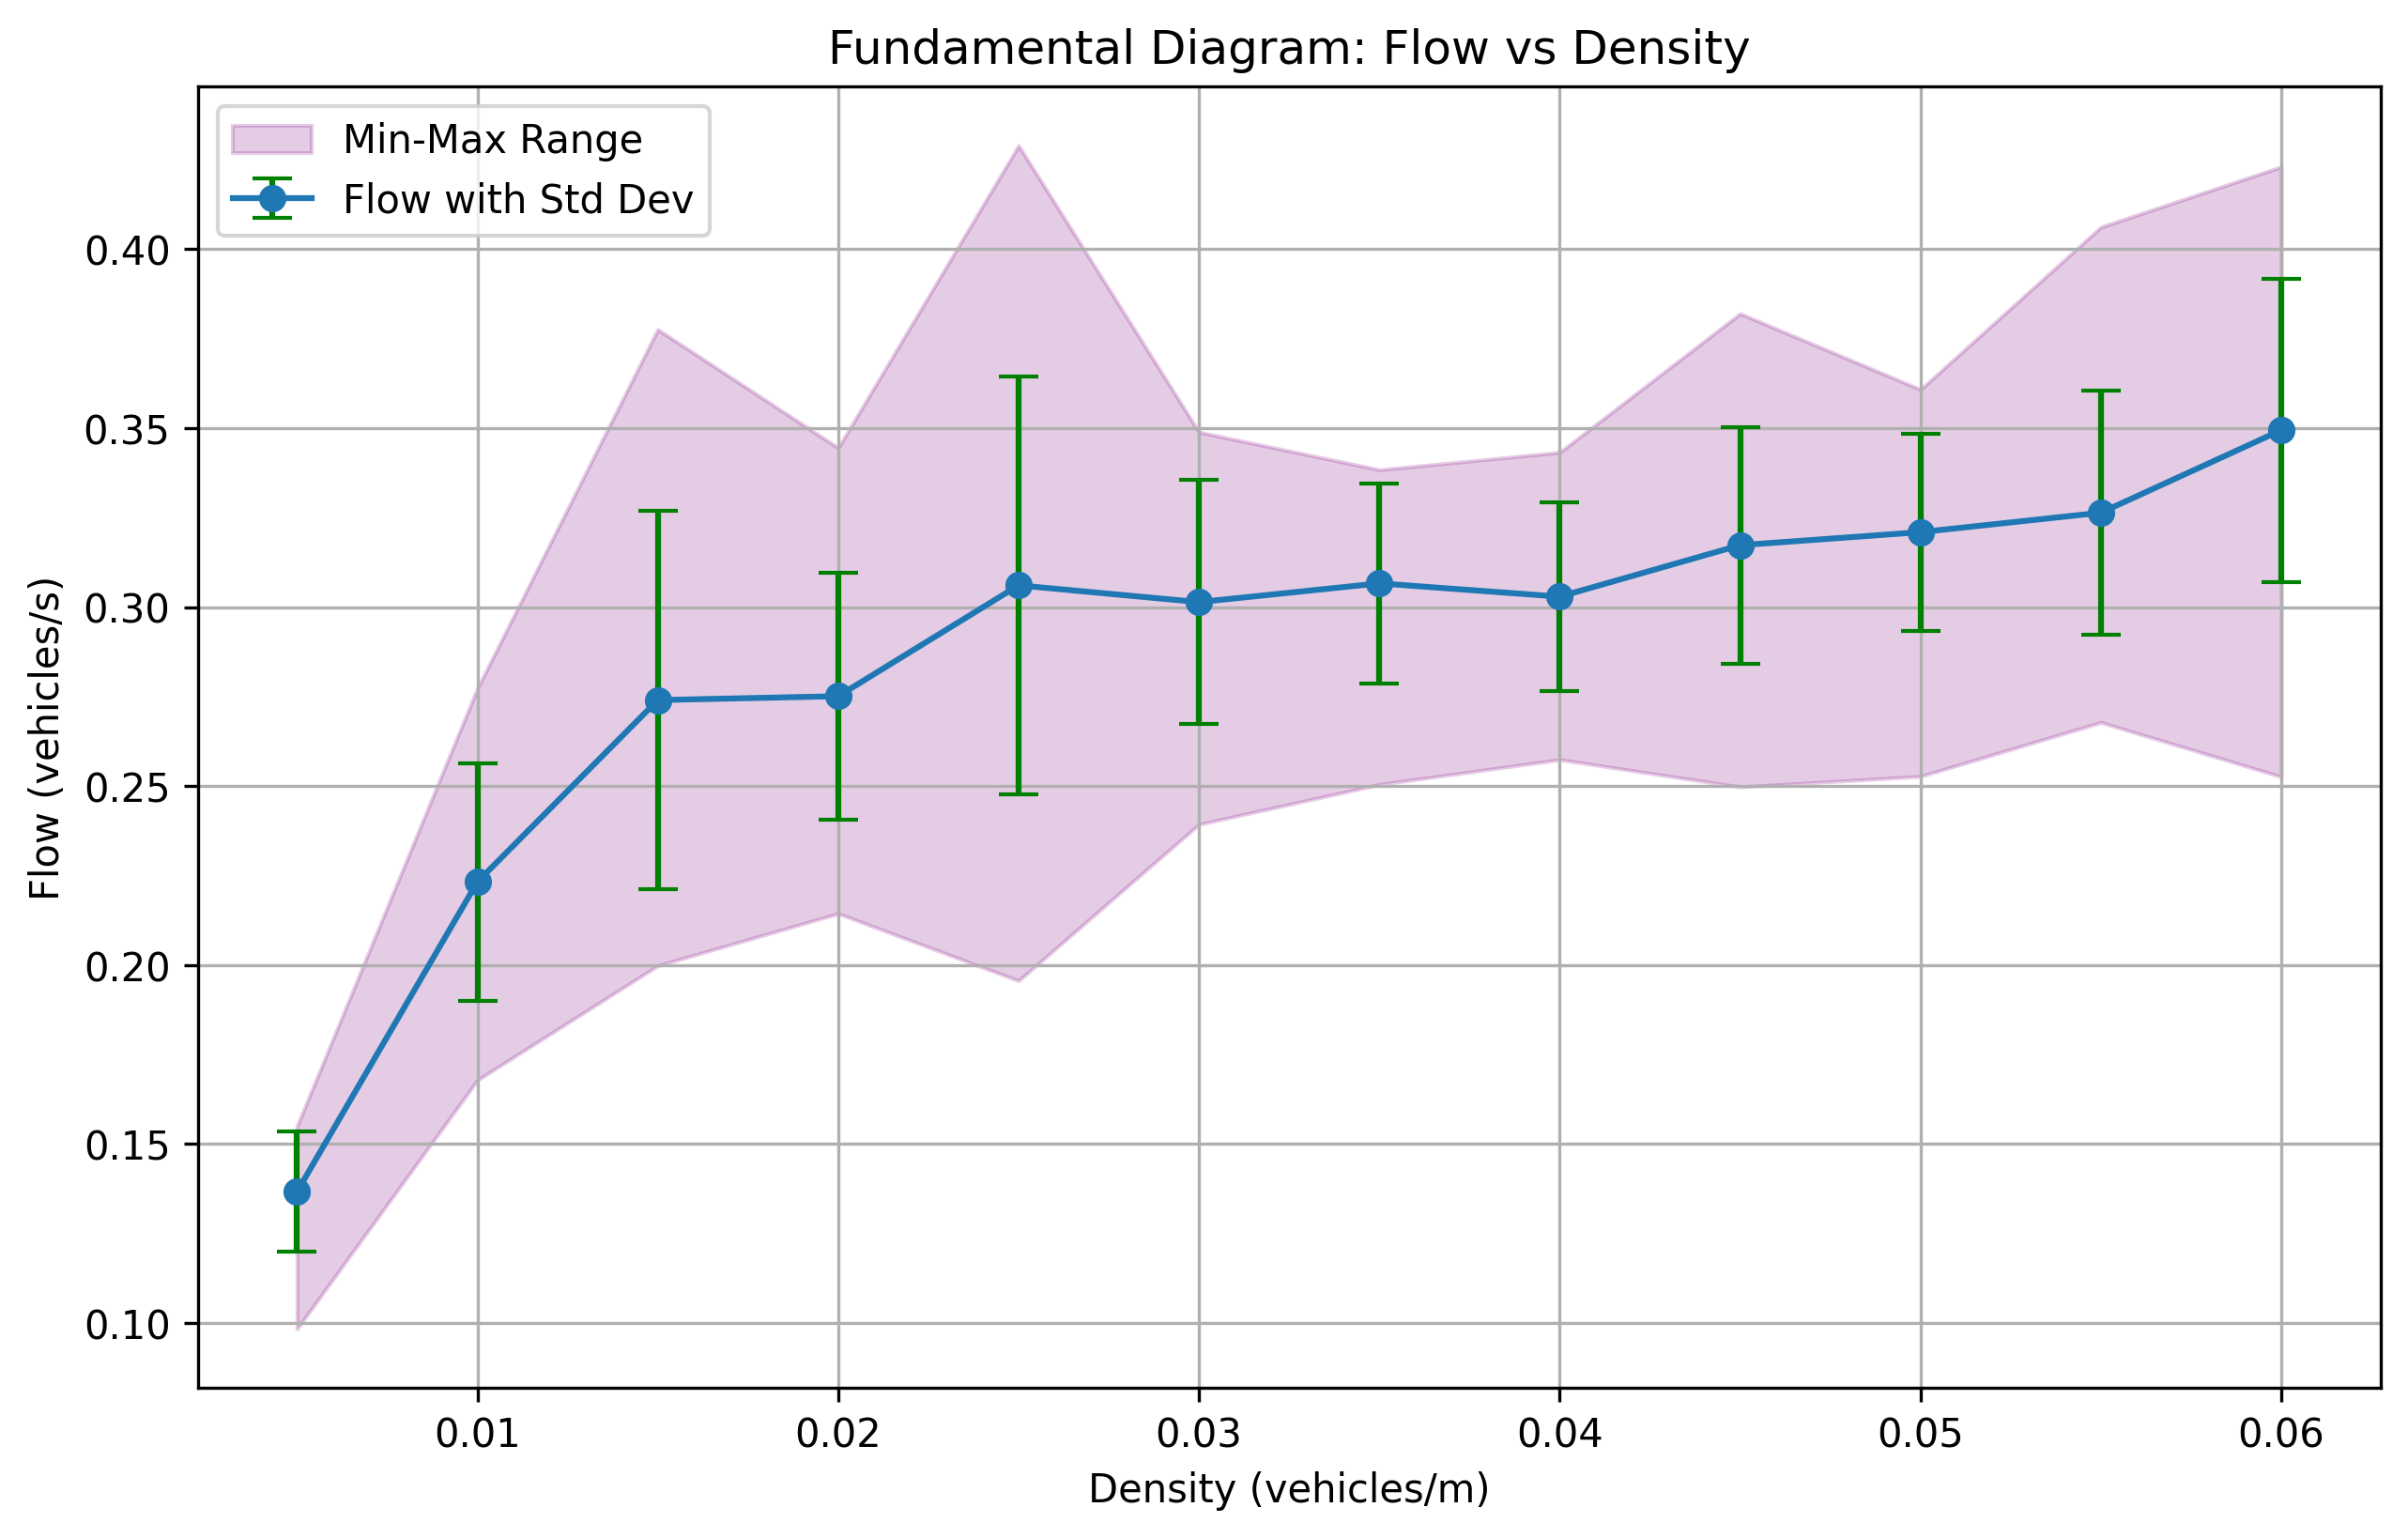 Fundamental Diagram: Flow vs Density
Min-Max Range
Flow with Std Dev
Flow (vehicles/s)
0.40
0.35
0.30
0.25
0.20
0.15
0.10
0.01 0.02 0.03 0.04 0.05 0.06
Density (vehicles/m)